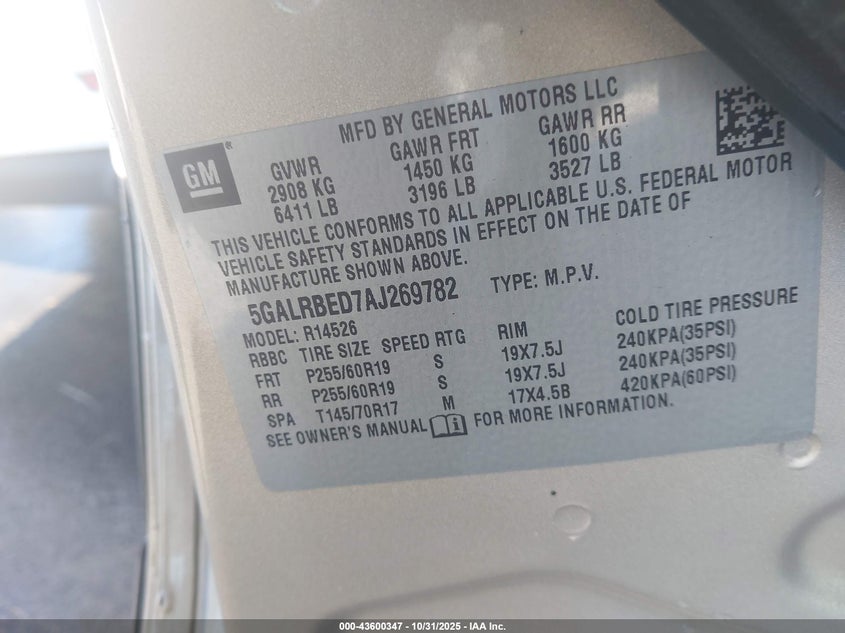 MFD BY GENERAL MOTORS LLC
GM®
GVWR GAWR FRT GAWR RR
2908 KG 1450 KG 1600 KG
6411 LB 3196 LB 3527 LB
THIS VEHICLE CONFORMS TO ALL APPLICABLE U.S. FEDERAL MOTOR
VEHICLE SAFETY STANDARDS IN EFFECT ON THE DATE OF
MANUFACTURE SHOWN ABOVE.
5GALRBED7AJ269782 TYPE: M.P.V.
MODEL: R14526
RBBC TIRE SIZE SPEED RTG RIM COLD TIRE PRESSURE
FRT P255/60R19 S 19X7.5J 240KPA(35PSI)
RR P255/60R19 S 19X7.5J 240KPA(35PSI)
SPA T145/70R17 M 17X4.5B 420KPA(60PSI)
SEE OWNER'S MANUAL FOR MORE INFORMATION.
000-43600347 - 10/31/2025 - IAA Inc.